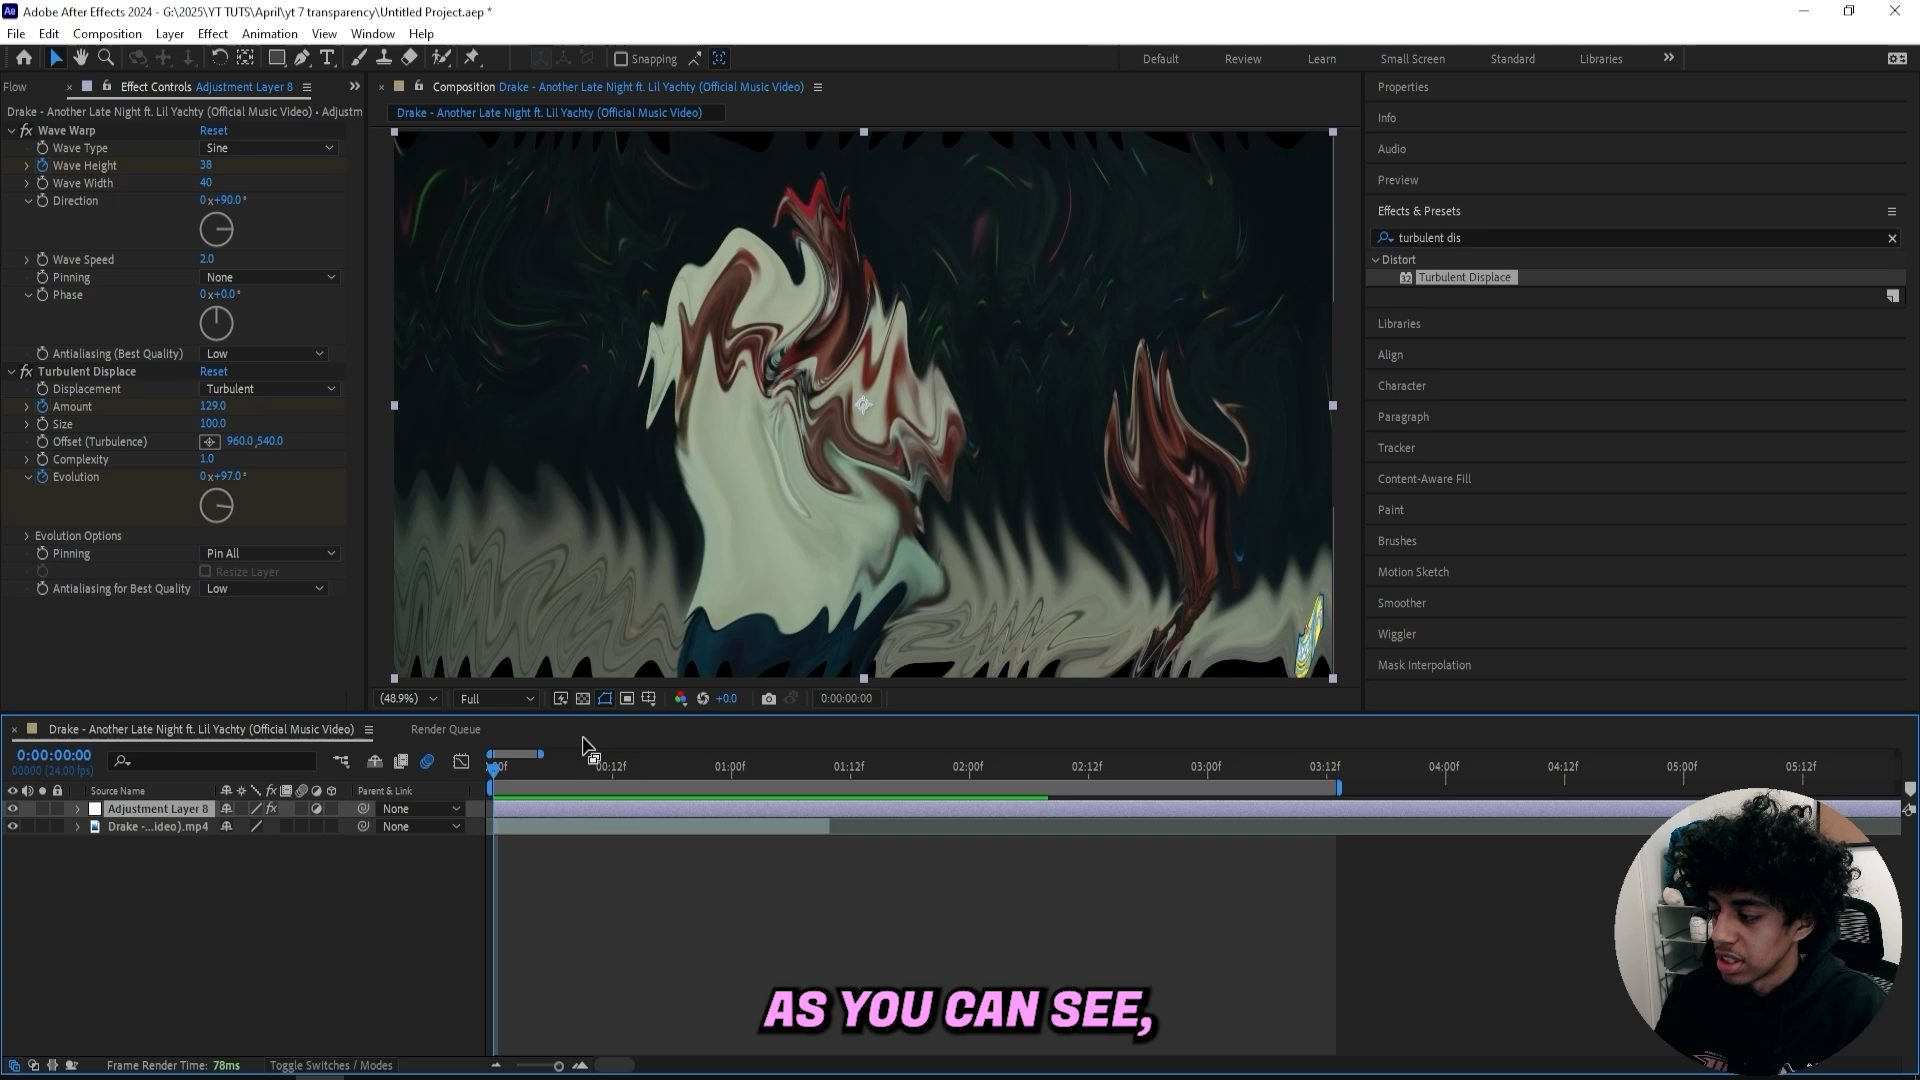 Ae Adobe After Effects 2024 - G:\2025\YT TUTS\April\yt 7 transparency\Untitled Project.aep *
File Edit Composition Layer Effect Animation View Window Help
Snapping Default Review Learn Small Screen Standard Libraries
Flow Effect Controls Adjustment Layer 8
Composition Drake - Another Late Night ft. Lil Yachty (Official Music Video)
Drake - Another Late Night ft. Lil Yachty (Official Music Video) • Adjustm
Drake - Another Late Night ft. Lil Yachty (Official Music Video)
fx Wave Warp Reset
Wave Type Sine
Wave Height 38
Wave Width 40
Direction 0x+90.0°
Wave Speed 2.0
Pinning None
Phase 0x+0.0°
Antialiasing (Best Quality) Low
fx Turbulent Displace Reset
Displacement Turbulent
Amount 129.0
Size 100.0
Offset (Turbulence) 960.0,540.0
Complexity 1.0
Evolution 0x+97.0°
Evolution Options
Pinning Pin All
Resize Layer
Antialiasing for Best Quality Low
(48.9%) Full +0.0 0:00:00:00
Properties
Info
Audio
Preview
Effects & Presets
turbulent dis
Distort
32 Turbulent Displace
Libraries
Align
Character
Paragraph
Tracker
Content-Aware Fill
Paint
Brushes
Motion Sketch
Smoother
Wiggler
Mask Interpolation
Drake - Another Late Night ft. Lil Yachty (Official Music Video) Render Queue
0:00:00:00
00000 (24.00 fps)
00f 00:12f 01:00f 01:12f 02:00f 02:12f 03:00f 03:12f 04:00f 04:12f 05:00f 05:12f
Source Name fx Parent & Link
Adjustment Layer 8 fx None
Drake -...ideo).mp4 None
AS YOU CAN SEE,
Frame Render Time: 78ms Toggle Switches / Modes